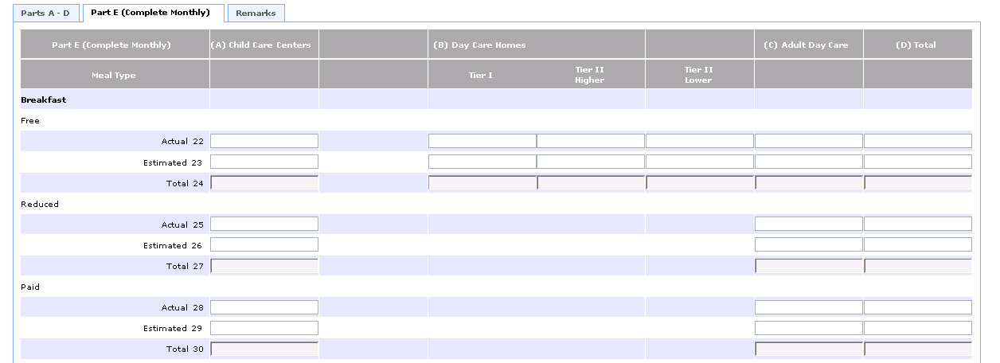 Parts A - D Part E (Complete Monthly) Remarks
Part E (Complete Monthly) (A) Child Care Centers (B) Day Care Homes (C) Adult Day Care (D) Total
Meal Type Tier I Tier II Higher Tier II Lower
Breakfast
Free
Actual 22
Estimated 23
Total 24
Reduced
Actual 25
Estimated 26
Total 27
Paid
Actual 28
Estimated 29
Total 30